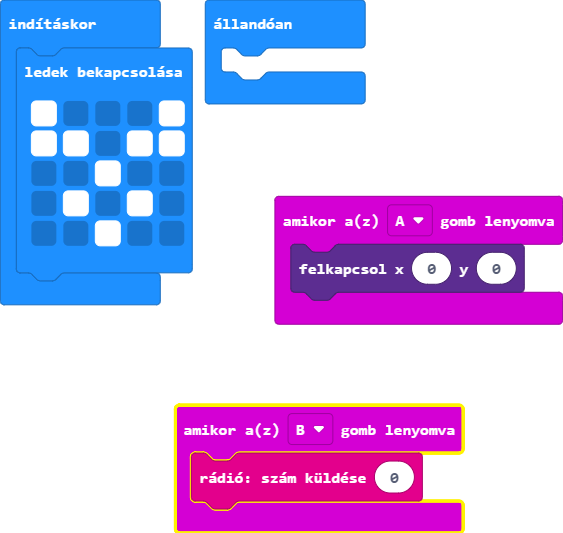 indításkor
ledek bekapcsolása
állandóan
amikor a(z) A gomb lenyomva
felkapcsol x 0 y 0
amikor a(z) B gomb lenyomva
rádió: szám küldése 0